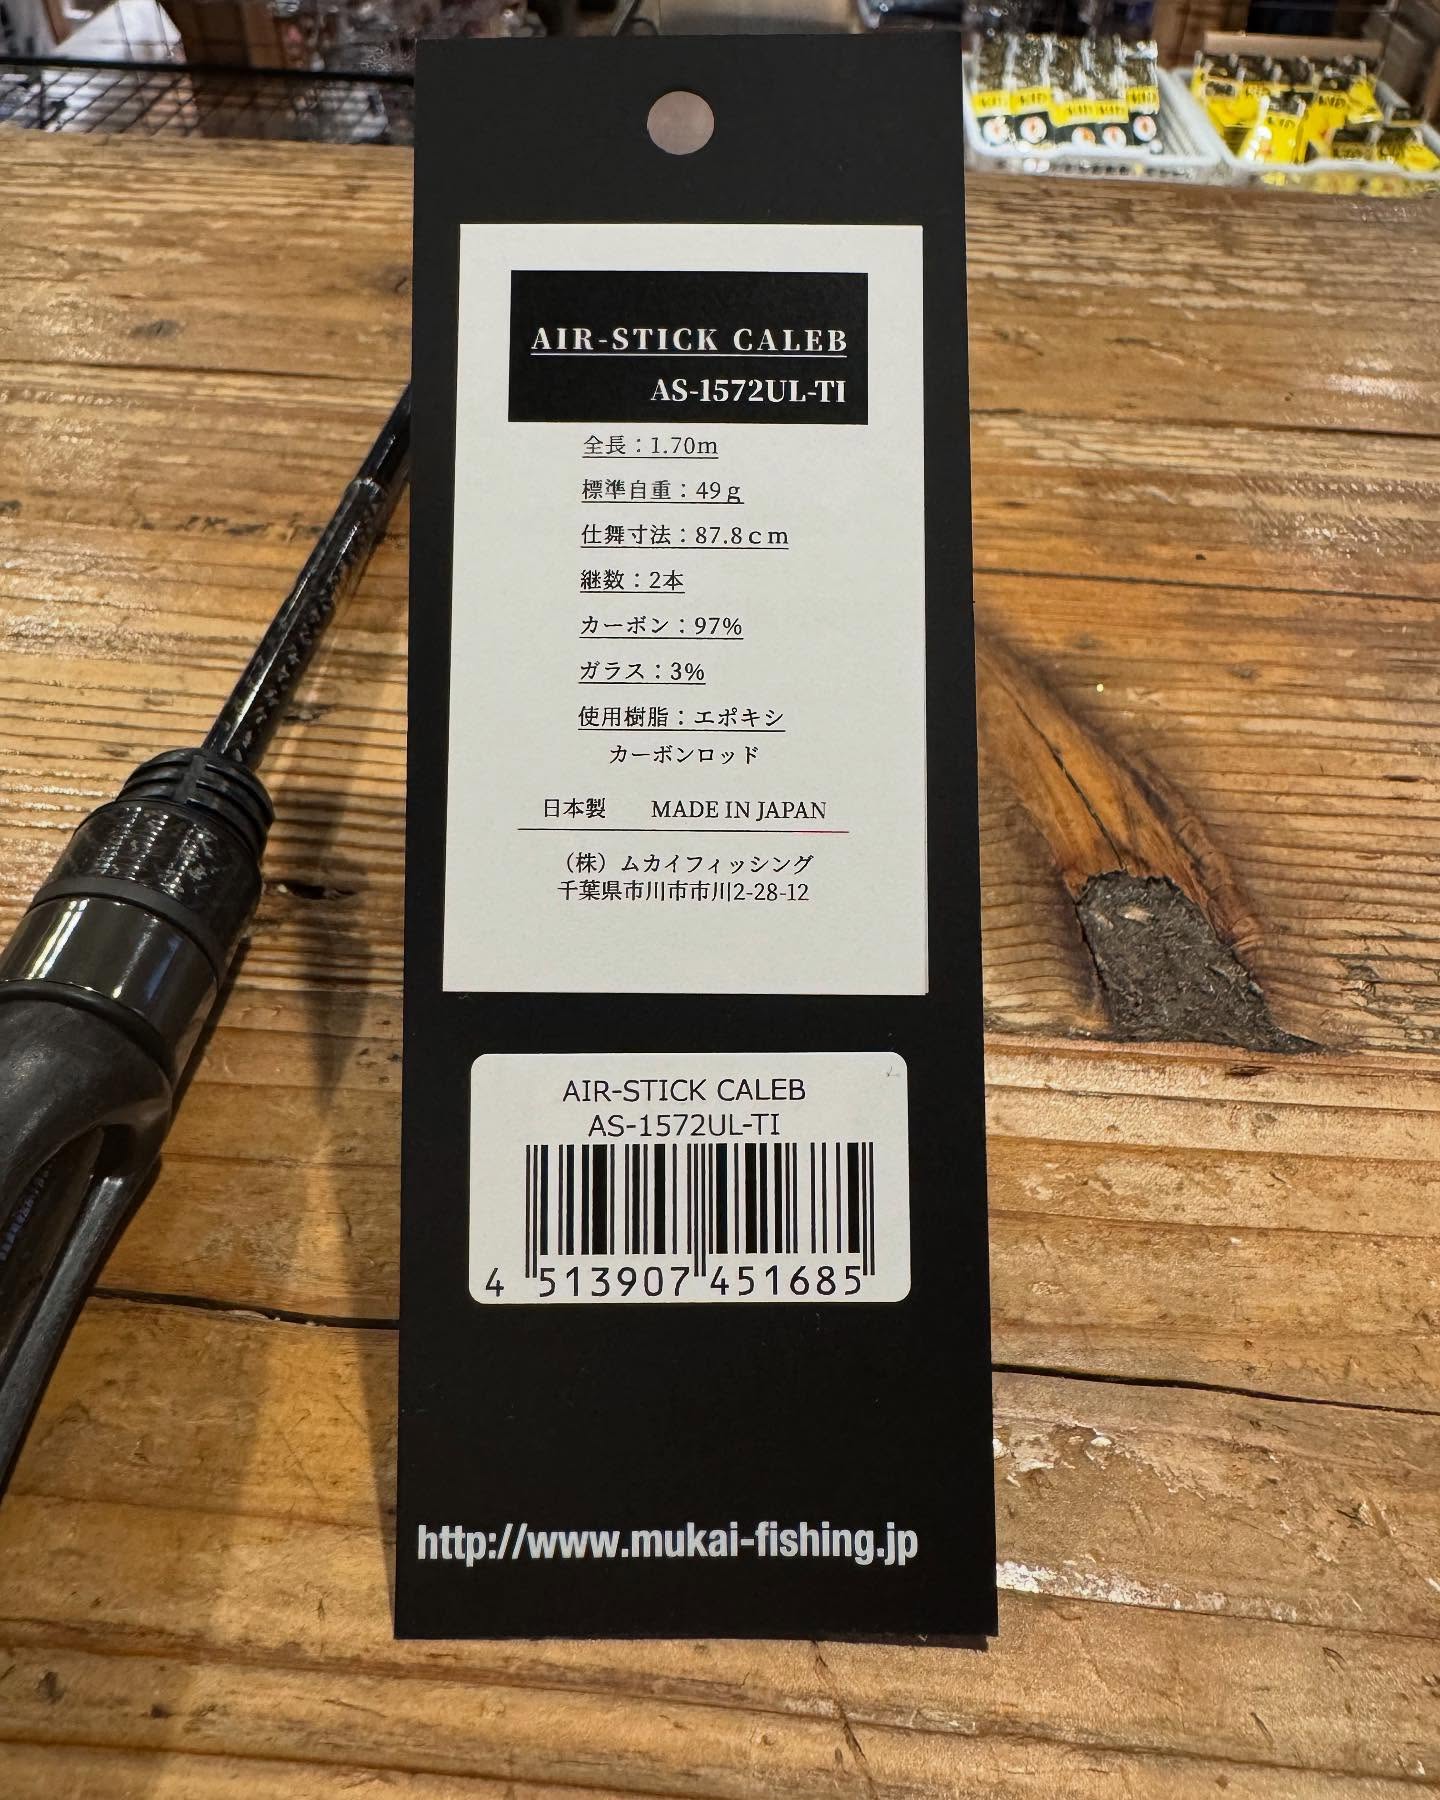 AIR-STICK CALEB
AS-1572UL-TI
全長：1.70m
標準自重：49g
仕舞寸法：87.8cm
継数：2本
カーボン：97%
ガラス：3%
使用樹脂：エポキシ
カーボンロッド
日本製 MADE IN JAPAN
（株）ムカイフィッシング
千葉県市川市市川2-28-12
AIR-STICK CALEB
AS-1572UL-TI
4 513907 451685
http://www.mukai-fishing.jp